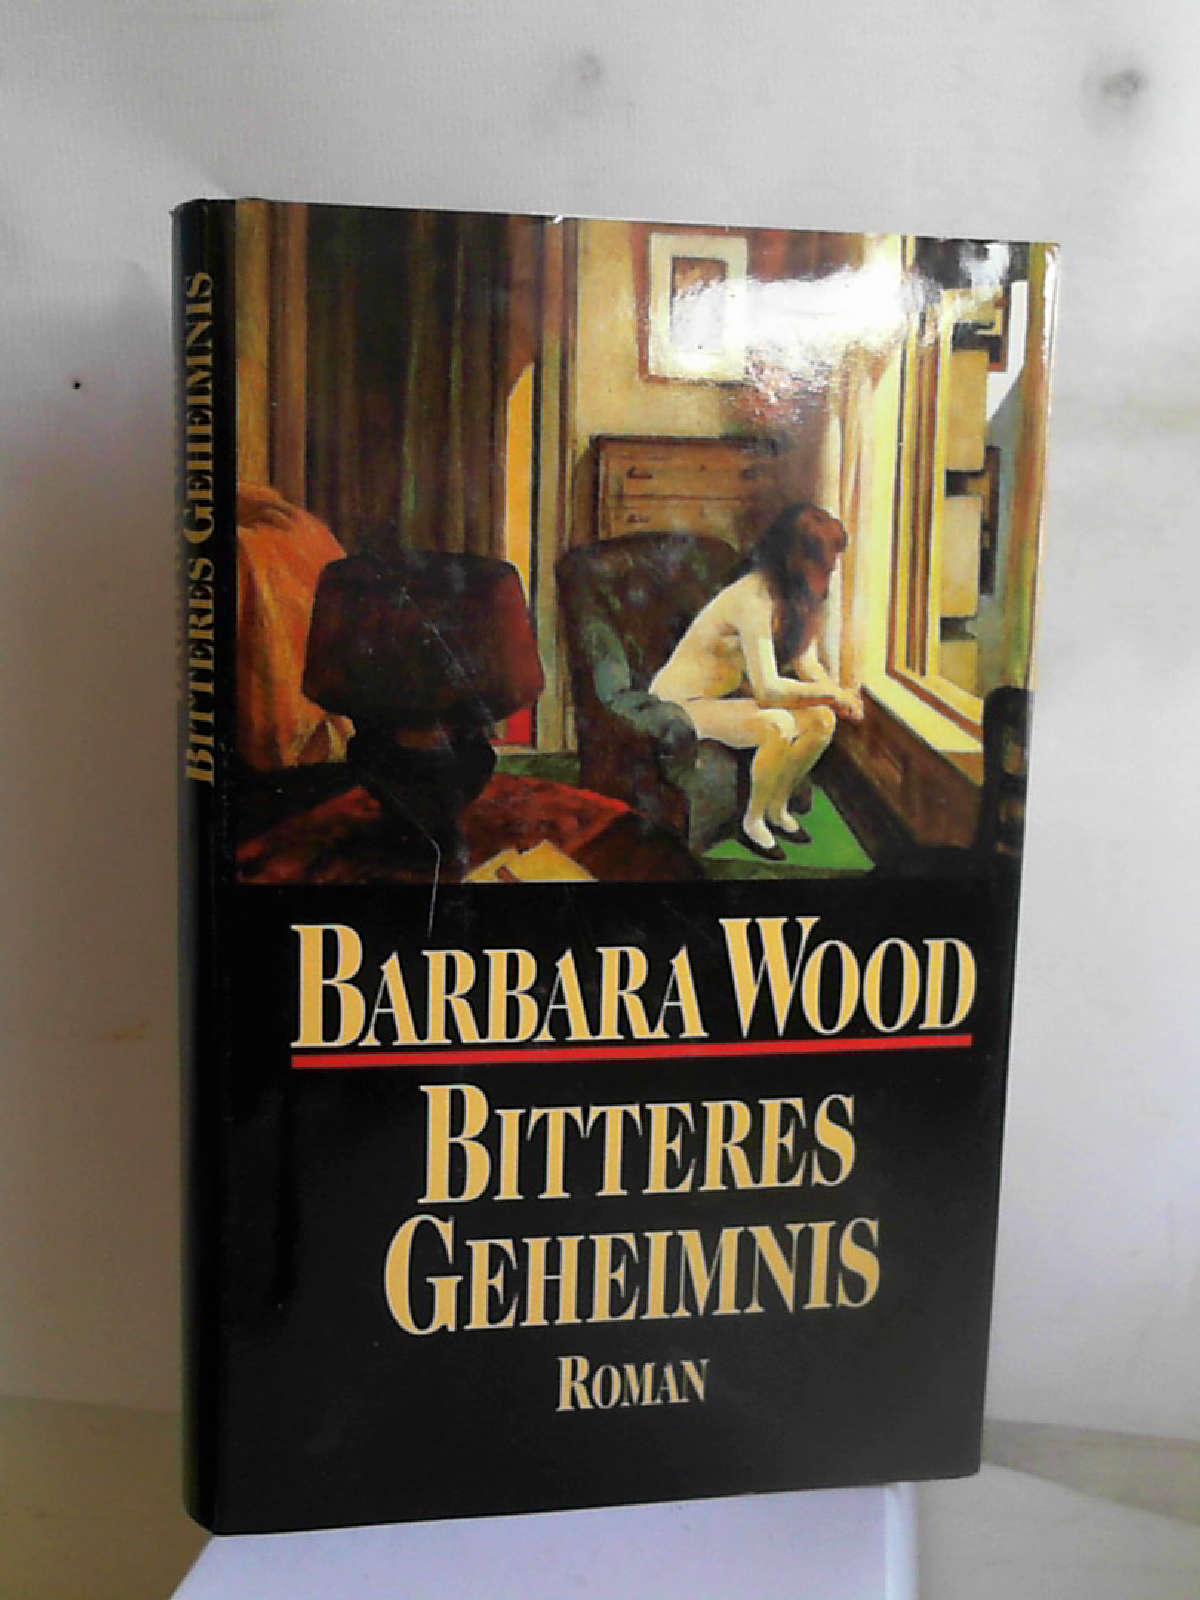 BITTERES GEHEIMNIS
BARBARA WOOD
BITTERES
GEHEIMNIS
ROMAN